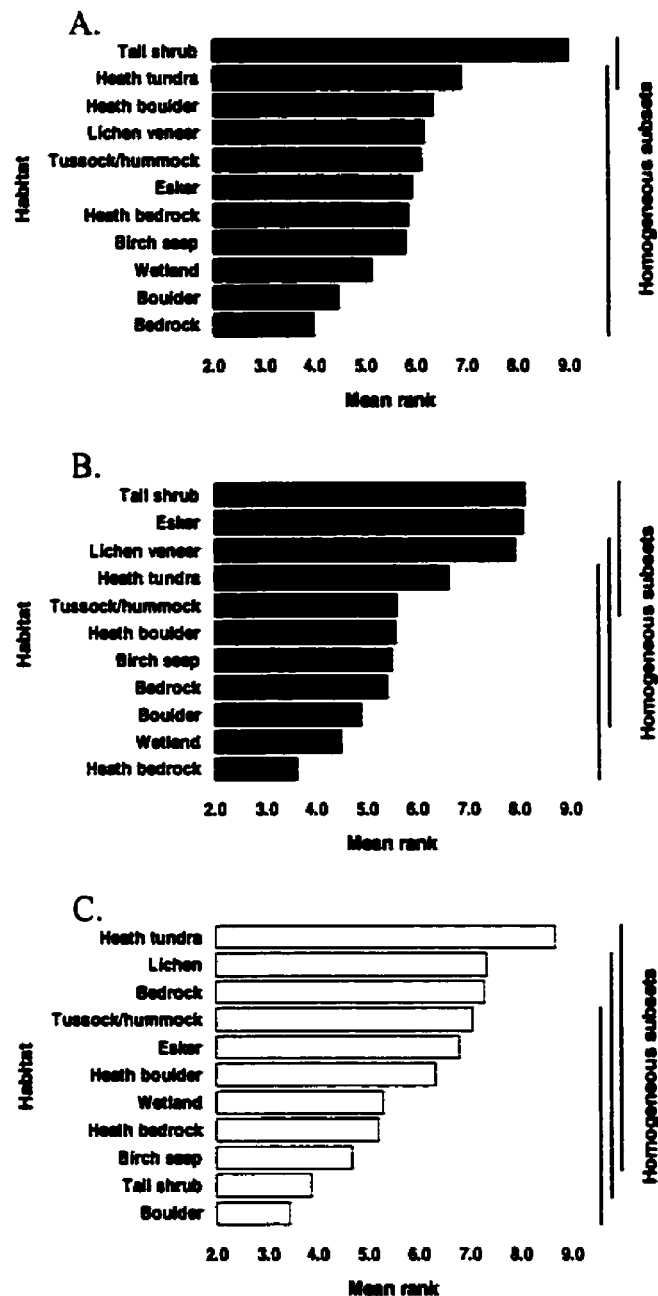 A.
Tall shrub
Heath tundra
Heath boulder
Lichen veneer
Tussock/hummock
Esker
Heath bedrock
Birch seep
Wetland
Boulder
Bedrock
Habitat
Homogeneous subsets
2.0 3.0 4.0 5.0 6.0 7.0 8.0 9.0
Mean rank
B.
Tall shrub
Esker
Lichen veneer
Heath tundra
Tussock/hummock
Heath boulder
Birch seep
Bedrock
Boulder
Wetland
Heath bedrock
Habitat
Homogeneous subsets
2.0 3.0 4.0 5.0 6.0 7.0 8.0 9.0
Mean rank
C.
Heath tundra
Lichen
Bedrock
Tussock/hummock
Esker
Heath boulder
Wetland
Heath bedrock
Birch seep
Tall shrub
Boulder
Habitat
Homogeneous subsets
2.0 3.0 4.0 5.0 6.0 7.0 8.0 9.0
Mean rank